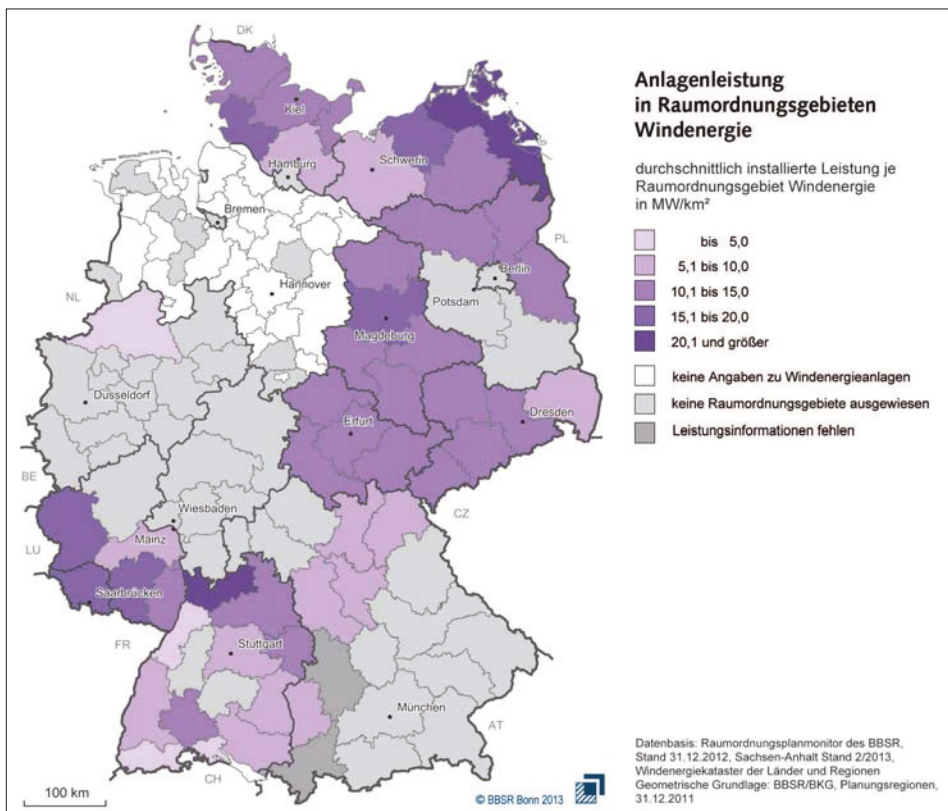 DK
Kiel
Hamburg
Schwerin
Bremen
PL
Berlin
Hannover
Potsdam
NL
Magdeburg
Düsseldorf
Erfurt
Dresden
BE
Wiesbaden
CZ
Mainz
LU
Saarbrücken
FR
Stuttgart
München
AT
CH
100 km
© BBSR Bonn 2013
Anlagenleistung
in Raumordnungsgebieten
Windenergie
durchschnittlich installierte Leistung je
Raumordnungsgebiet Windenergie
in MW/km²
bis 5,0
5,1 bis 10,0
10,1 bis 15,0
15,1 bis 20,0
20,1 und größer
keine Angaben zu Windenergieanlagen
keine Raumordnungsgebiete ausgewiesen
Leistungsinformationen fehlen
Datenbasis: Raumordnungsplanmonitor des BBSR,
Stand 31.12.2012, Sachsen-Anhalt Stand 2/2013,
Windenergiekataster der Länder und Regionen
Geometrische Grundlage: BBSR/BKG, Planungsregionen,
31.12.2011